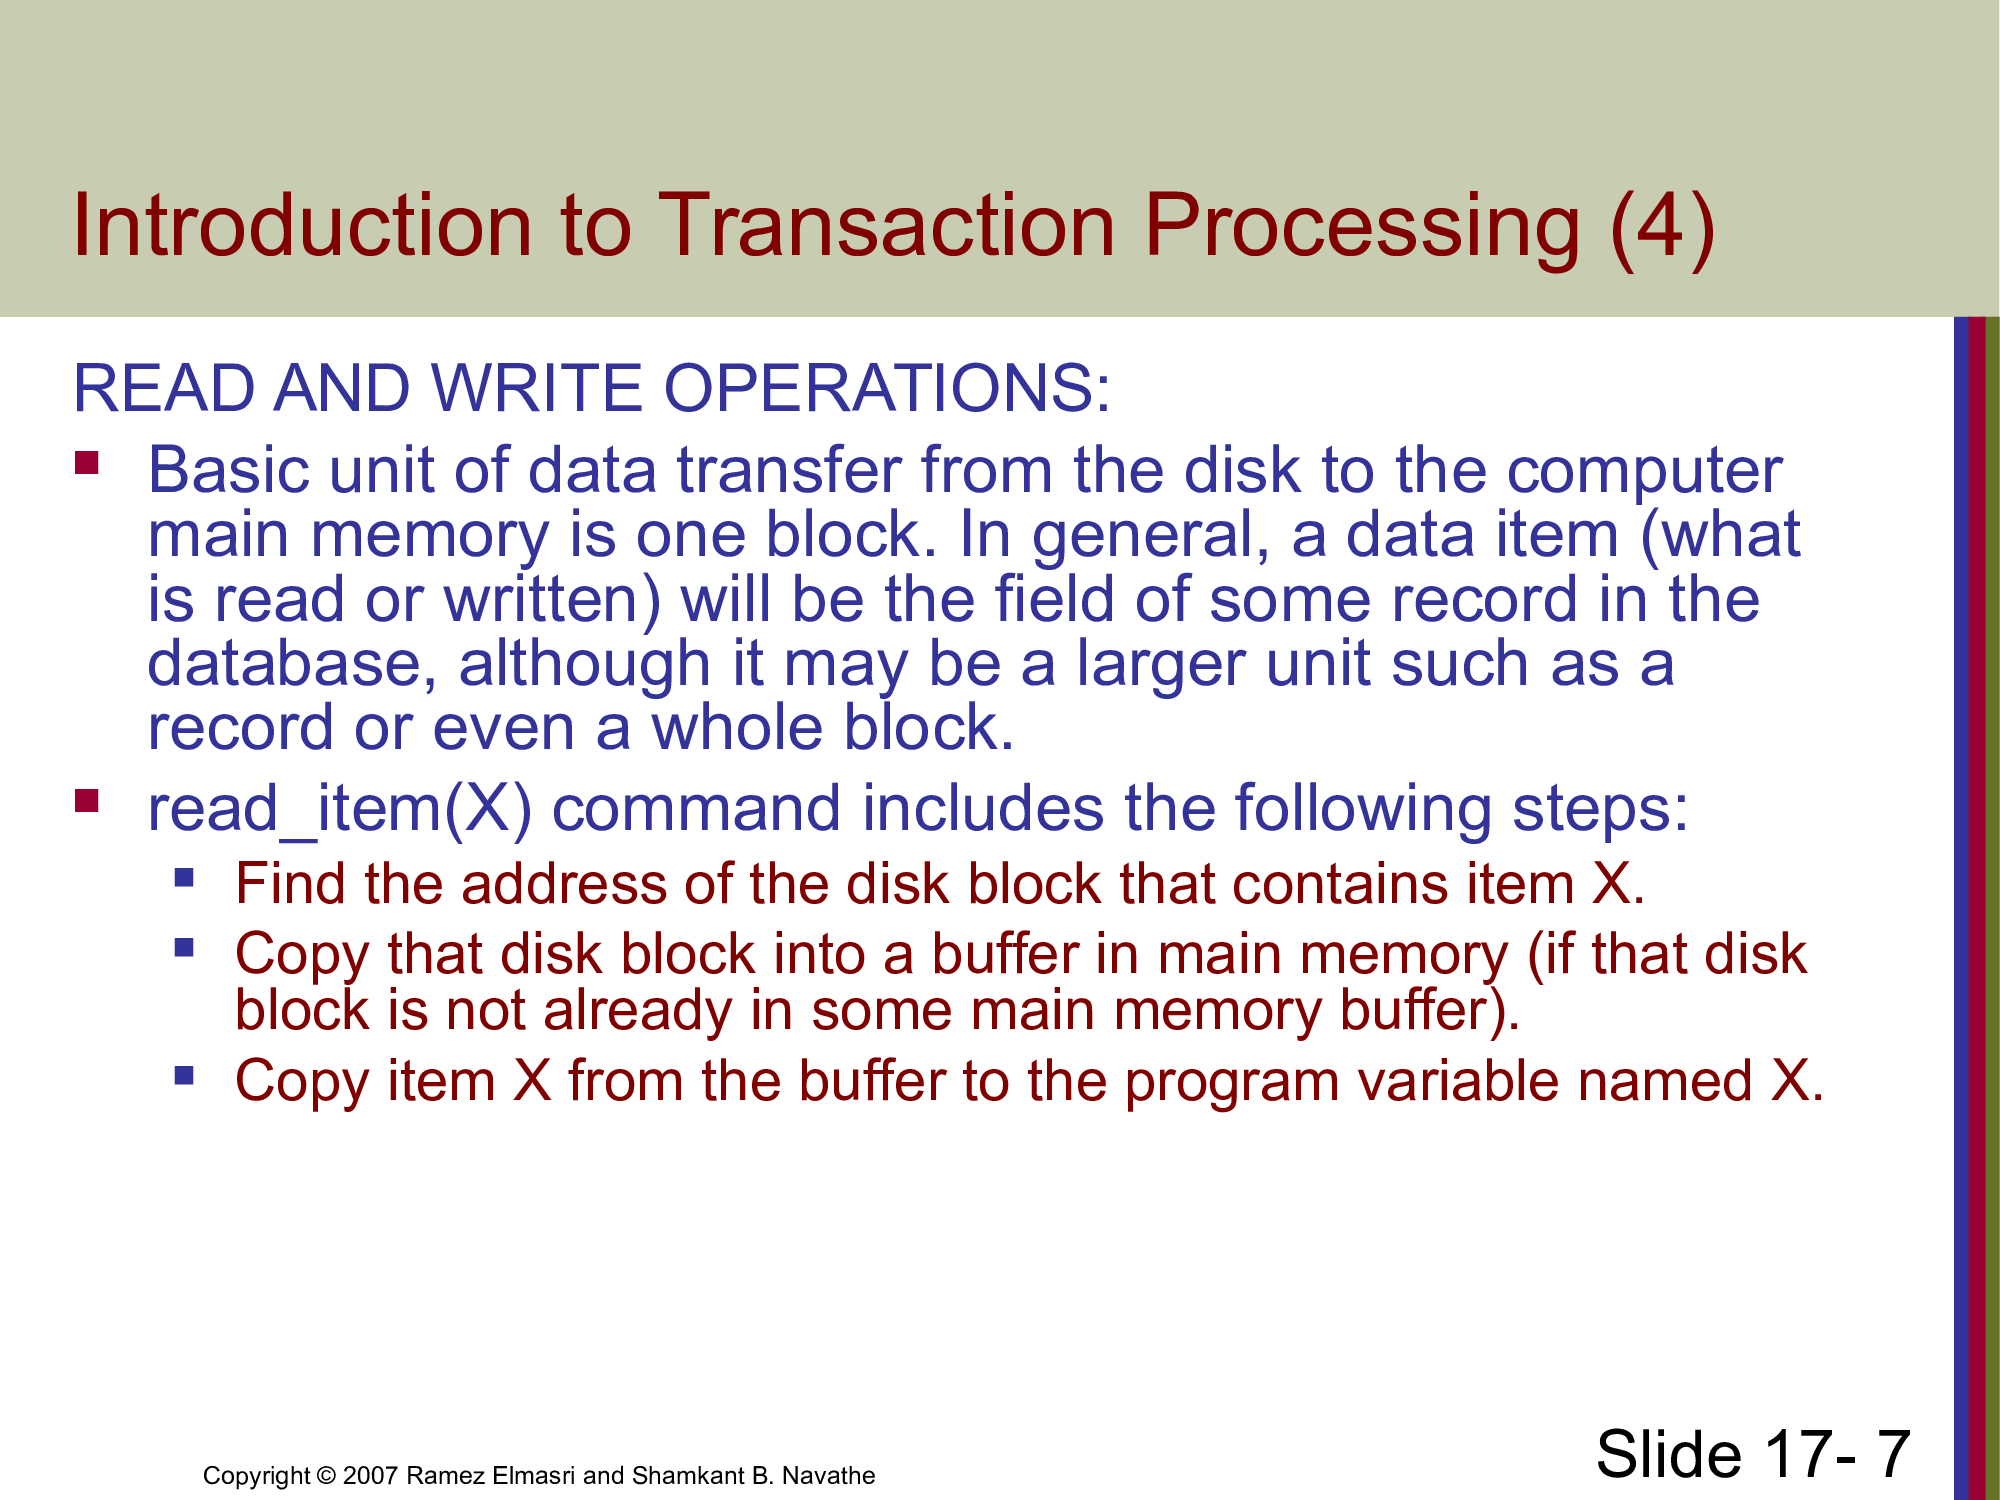 Introduction to Transaction Processing (4)
READ AND WRITE OPERATIONS:
Basic unit of data transfer from the disk to the computer
main memory is one block. In general, a data item (what
is read or written) will be the field of some record in the
database, although it may be a larger unit such as a
record or even a whole block.
read_item(X) command includes the following steps:
Find the address of the disk block that contains item X.
Copy that disk block into a buffer in main memory (if that disk
block is not already in some main memory buffer).
Copy item X from the buffer to the program variable named X.
Copyright © 2007 Ramez Elmasri and Shamkant B. Navathe
Slide 17- 7